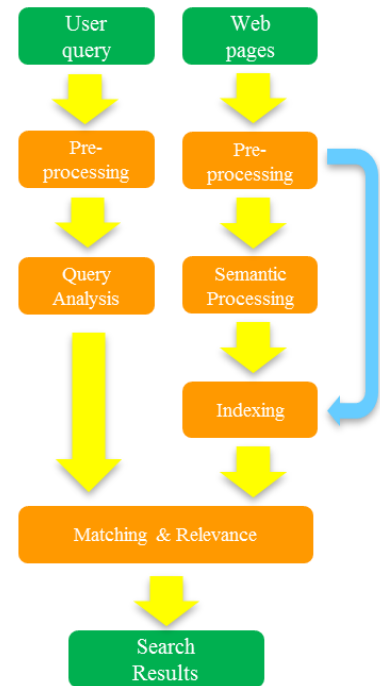 User
query
Web
pages
Pre-
processing
Pre-
processing
Query
Analysis
Semantic
Processing
Indexing
Matching & Relevance
Search
Results